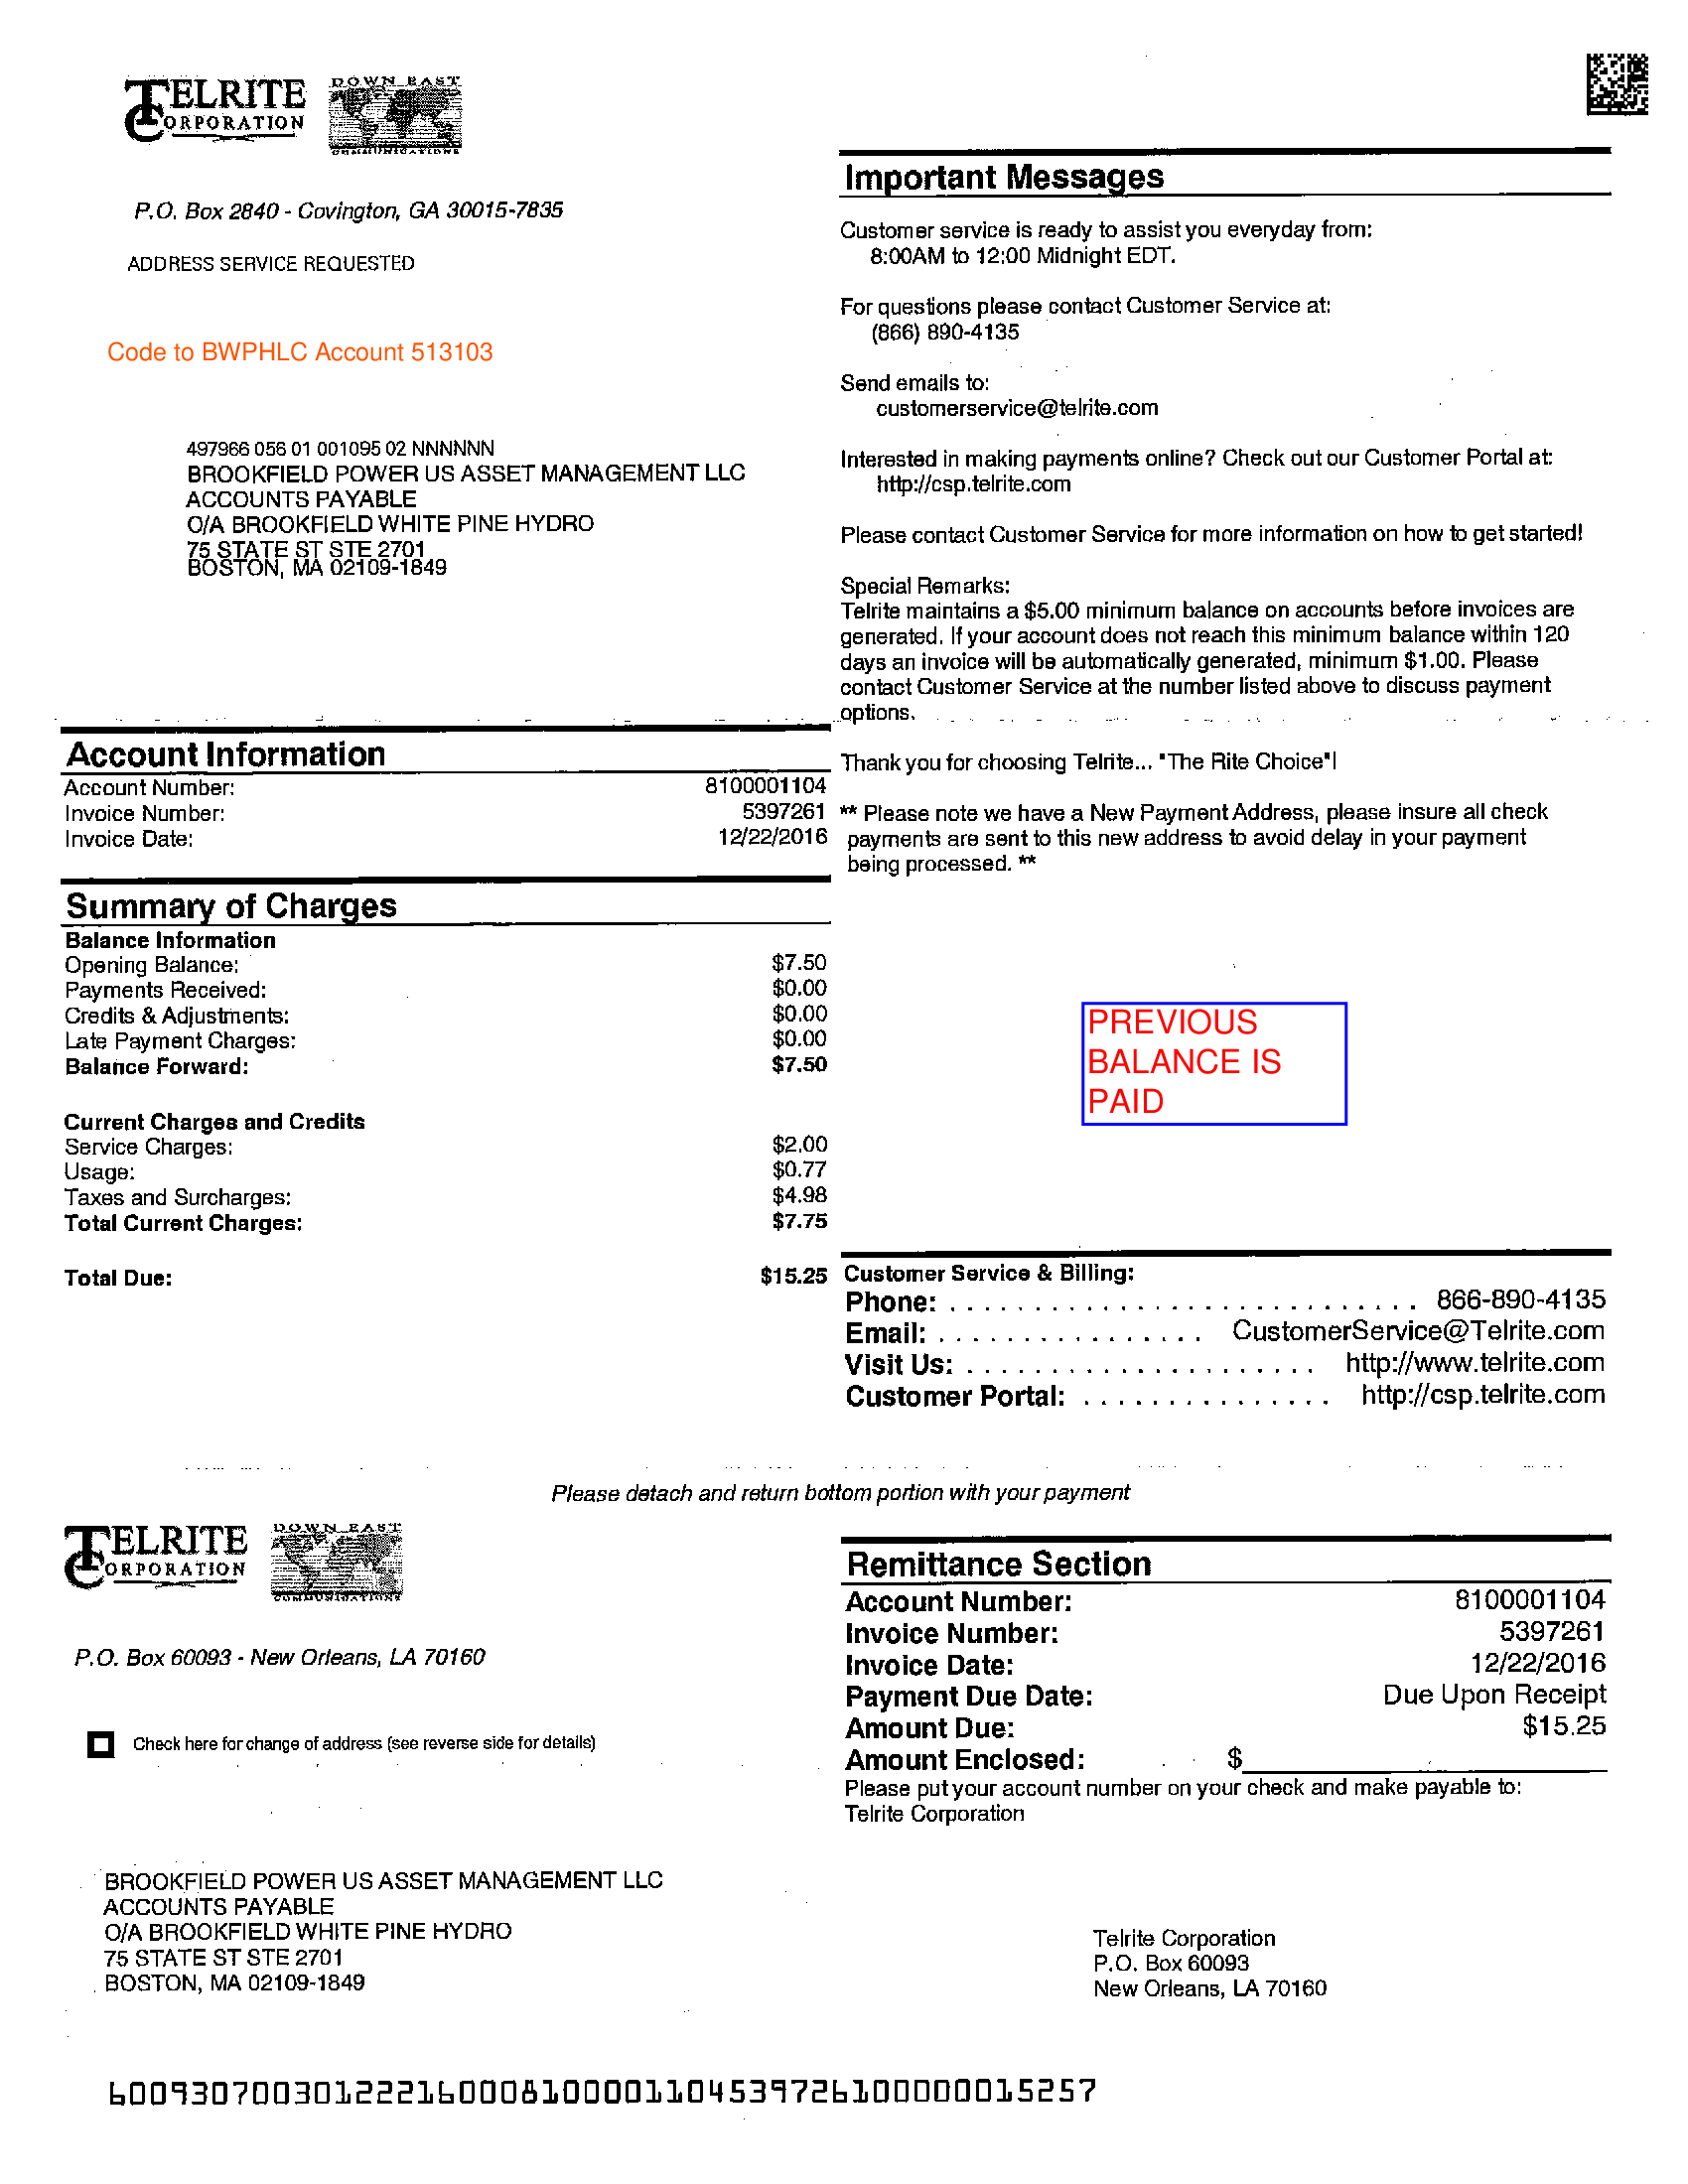 TELRITE
CORPORATION
DOWN EAST
COMMUNICATIONS
P.O. Box 2840 - Covington, GA 30015-7835
ADDRESS SERVICE REQUESTED
Code to BWPHLC Account 513103
497966 056 01 001095 02 NNNNNN
BROOKFIELD POWER US ASSET MANAGEMENT LLC
ACCOUNTS PAYABLE
O/A BROOKFIELD WHITE PINE HYDRO
75 STATE ST STE 2701
BOSTON, MA 02109-1849
Important Messages
Customer service is ready to assist you everyday from:
8:00AM to 12:00 Midnight EDT.
For questions please contact Customer Service at:
(866) 890-4135
Send emails to:
customerservice@telrite.com
Interested in making payments online? Check out our Customer Portal at:
http://csp.telrite.com
Please contact Customer Service for more information on how to get started!
Special Remarks:
Telrite maintains a $5.00 minimum balance on accounts before invoices are
generated. If your account does not reach this minimum balance within 120
days an invoice will be automatically generated, minimum $1.00. Please
contact Customer Service at the number listed above to discuss payment
options.
Thank you for choosing Telrite... "The Rite Choice"!
** Please note we have a New Payment Address, please insure all check
payments are sent to this new address to avoid delay in your payment
being processed. **
Account Information
Account Number: 8100001104
Invoice Number: 5397261
Invoice Date: 12/22/2016
Summary of Charges
Balance Information
Opening Balance: $7.50
Payments Received: $0.00
Credits & Adjustments: $0.00
Late Payment Charges: $0.00
Balance Forward: $7.50
Current Charges and Credits
Service Charges: $2.00
Usage: $0.77
Taxes and Surcharges: $4.98
Total Current Charges: $7.75
Total Due: $15.25
PREVIOUS
BALANCE IS
PAID
Customer Service & Billing:
Phone: . . . . . . . . . . . . . . . . . . . . . . . . . . . . 866-890-4135
Email: . . . . . . . . . . . . . . . . CustomerService@Telrite.com
Visit Us: . . . . . . . . . . . . . . . . . . . . . http://www.telrite.com
Customer Portal: . . . . . . . . . . . . . . . http://csp.telrite.com
Please detach and return bottom portion with your payment
TELRITE
CORPORATION
DOWN EAST
COMMUNICATIONS
P.O. Box 60093 - New Orleans, LA 70160
Check here for change of address (see reverse side for details)
Remittance Section
Account Number: 8100001104
Invoice Number: 5397261
Invoice Date: 12/22/2016
Payment Due Date: Due Upon Receipt
Amount Due: $15.25
Amount Enclosed: $
Please put your account number on your check and make payable to:
Telrite Corporation
BROOKFIELD POWER US ASSET MANAGEMENT LLC
ACCOUNTS PAYABLE
O/A BROOKFIELD WHITE PINE HYDRO
75 STATE ST STE 2701
BOSTON, MA 02109-1849
Telrite Corporation
P.O. Box 60093
New Orleans, LA 70160
600930700301222160008100001104539726100000015257